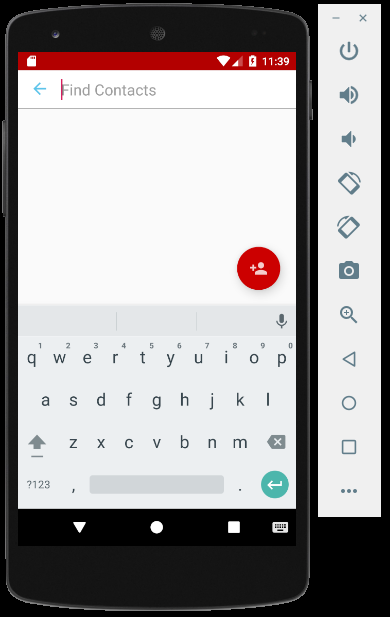 11:39
Find Contacts
1 2 3 4 5 6 7 8 9 0
q w e r t y u i o p
a s d f g h j k l
z x c v b n m
?123 , .